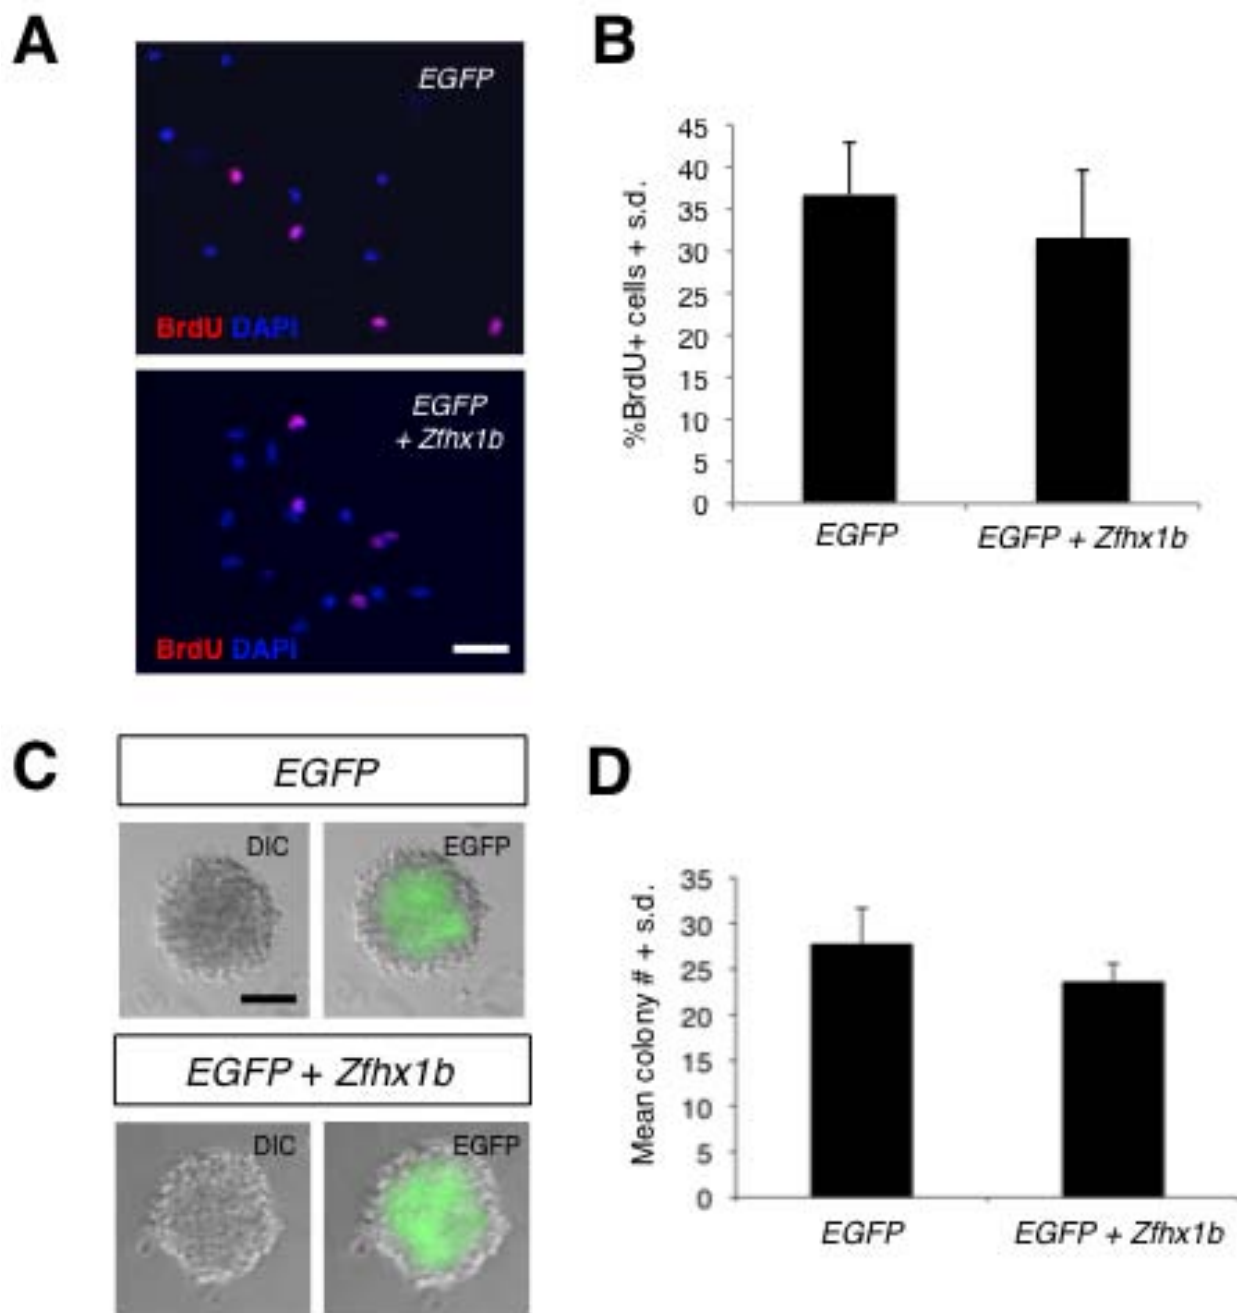 A
EGFP
BrdU DAPI
EGFP
+ Zfhx1b
BrdU DAPI
B
%BrdU+ cells + s.d.
45
40
35
30
25
20
15
10
5
0
EGFP
EGFP + Zfhx1b
C
EGFP
DIC
EGFP
EGFP + Zfhx1b
DIC
EGFP
D
Mean colony # + s.d.
35
30
25
20
15
10
5
0
EGFP
EGFP + Zfhx1b